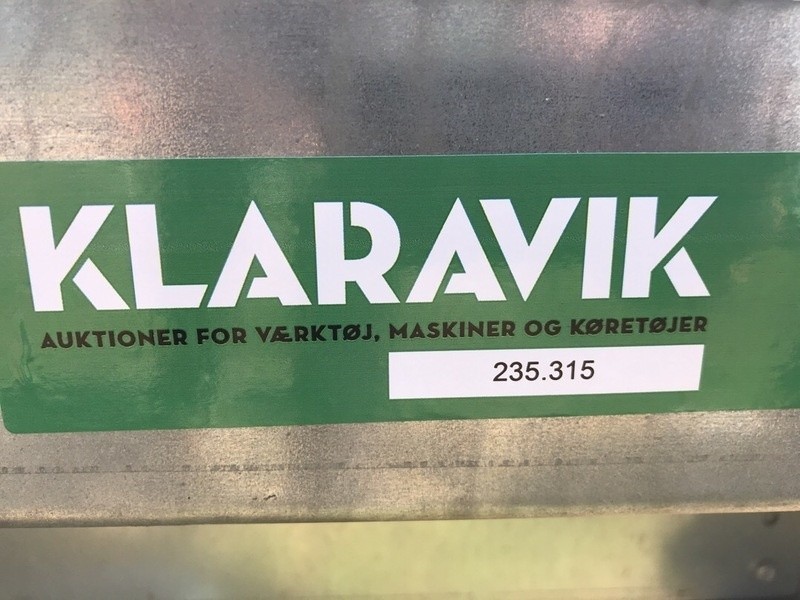 KLARAVIK
AUKTIONER FOR VÆRKTØJ, MASKINER OG KØRETØJER
235.315